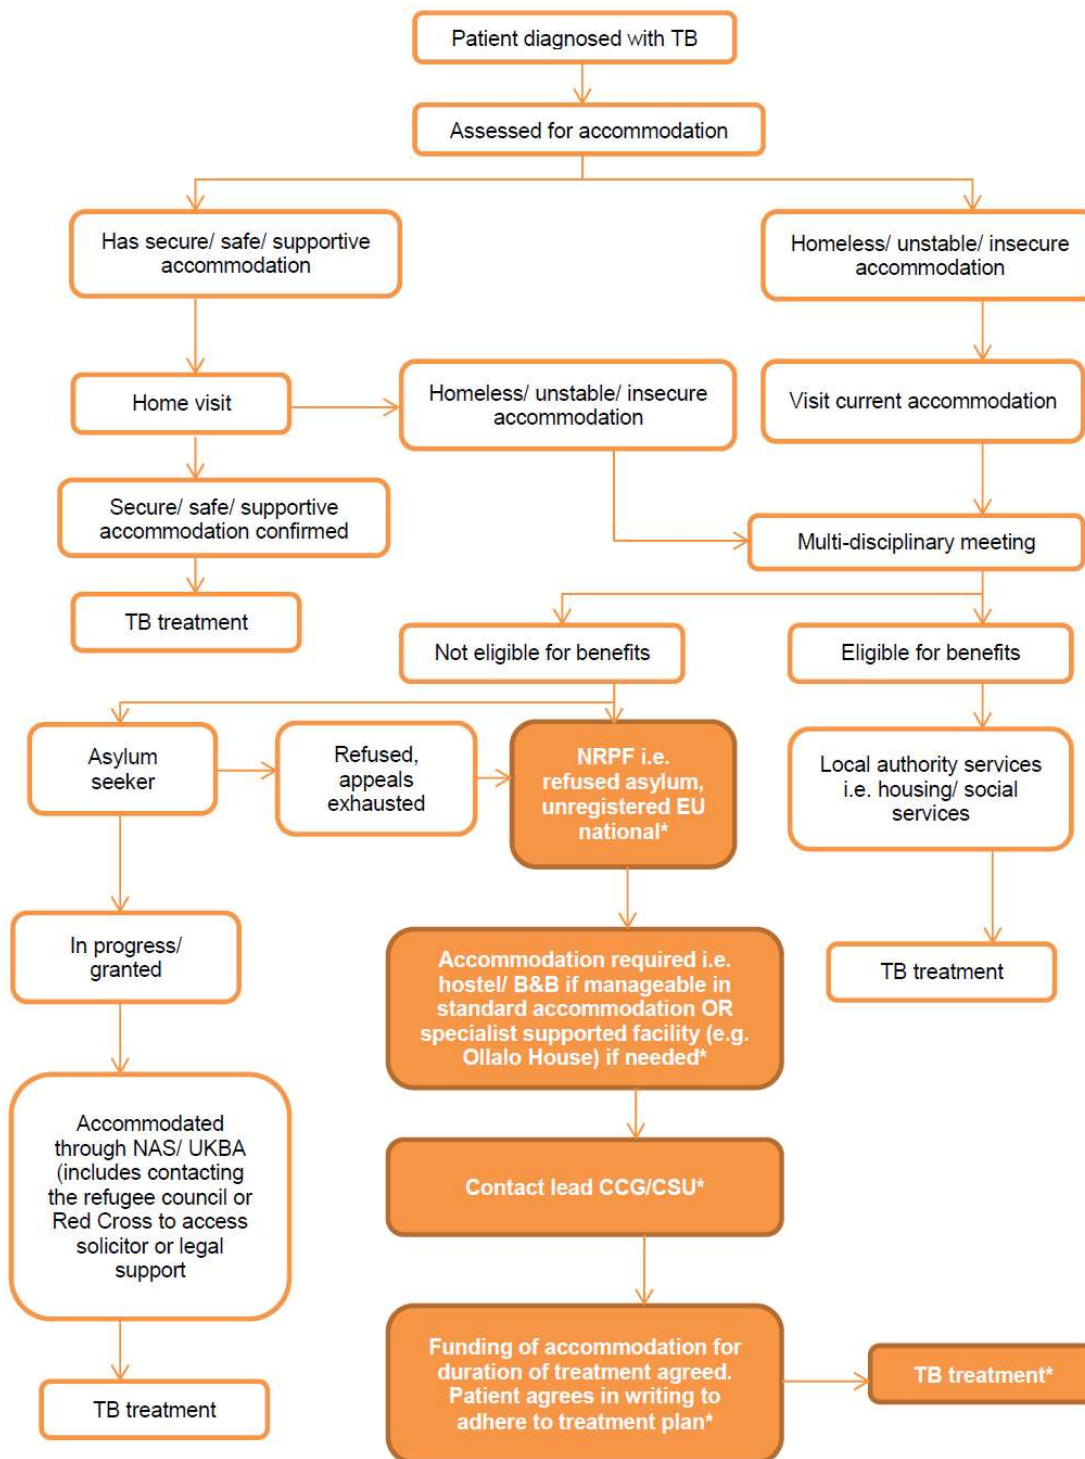 Patient diagnosed with TB
Assessed for accommodation
Has secure/ safe/ supportive
accommodation
Homeless/ unstable/ insecure
accommodation
Home visit
Homeless/ unstable/ insecure
accommodation
Visit current accommodation
Secure/ safe/ supportive
accommodation confirmed
Multi-disciplinary meeting
TB treatment
Not eligible for benefits
Eligible for benefits
Asylum
seeker
Refused,
appeals
exhausted
NRPF i.e.
refused asylum,
unregistered EU
national*
Local authority services
i.e. housing/ social
services
In progress/
granted
Accommodation required i.e.
hostel/ B&B if manageable in
standard accommodation OR
specialist supported facility (e.g.
Ollalo House) if needed*
TB treatment
Accommodated
through NAS/ UKBA
(includes contacting
the refugee council or
Red Cross to access
solicitor or legal
support
Contact lead CCG/CSU*
Funding of accommodation for
duration of treatment agreed.
Patient agrees in writing to
adhere to treatment plan*
TB treatment*
TB treatment